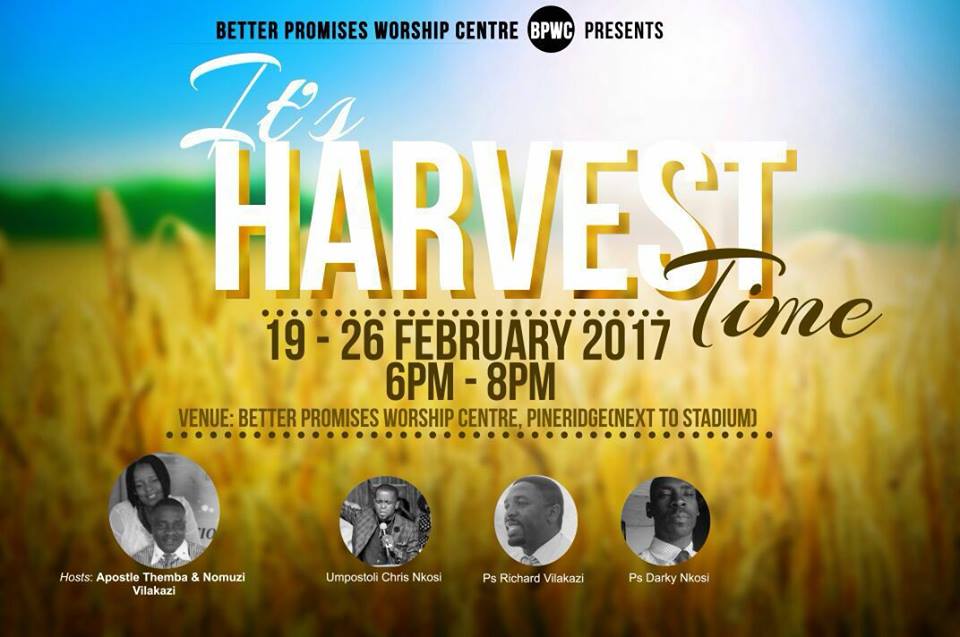 BETTER PROMISES WORSHIP CENTRE BPWC PRESENTS
It's
HARVEST
Time
19 - 26 FEBRUARY 2017
6PM - 8PM
VENUE: BETTER PROMISES WORSHIP CENTRE, PINERIDGE(NEXT TO STADIUM)
Hosts: Apostle Themba & Nomuzi
Vilakazi
Umpostoli Chris Nkosi
Ps Richard Vilakazi
Ps Darky Nkosi